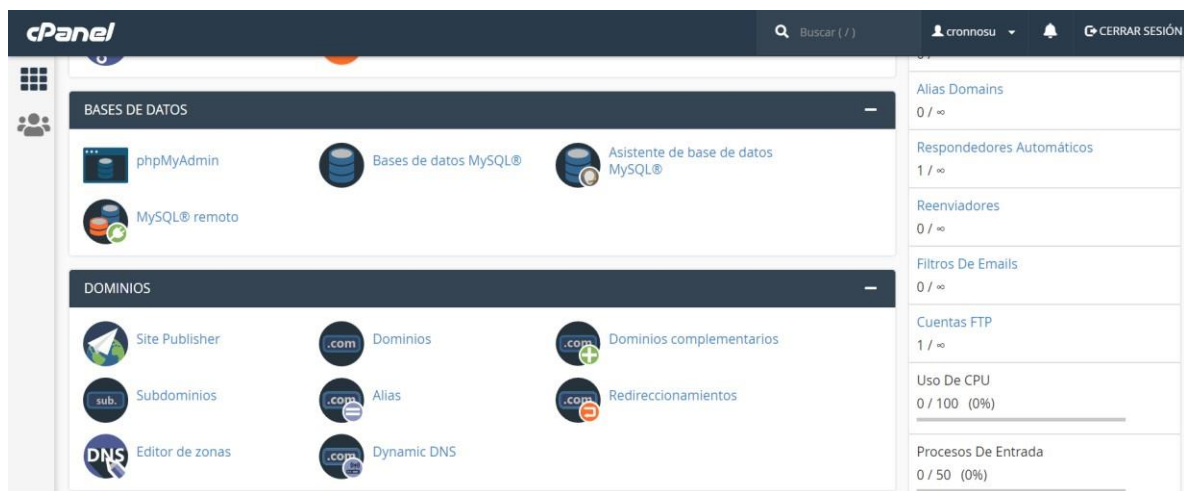 cPanel
Buscar ( / )
cronnosu
CERRAR SESIÓN
BASES DE DATOS
phpMyAdmin
Bases de datos MySQL®
Asistente de base de datos
MySQL®
MySQL® remoto
DOMINIOS
Site Publisher
.com
Dominios
.com
Dominios complementarios
sub.
Subdominios
.com
Alias
.com
Redireccionamientos
DNS
Editor de zonas
.com
Dynamic DNS
Alias Domains
0 / ∞
Respondedores Automáticos
1 / ∞
Reenviadores
0 / ∞
Filtros De Emails
0 / ∞
Cuentas FTP
1 / ∞
Uso De CPU
0 / 100 (0%)
Procesos De Entrada
0 / 50 (0%)